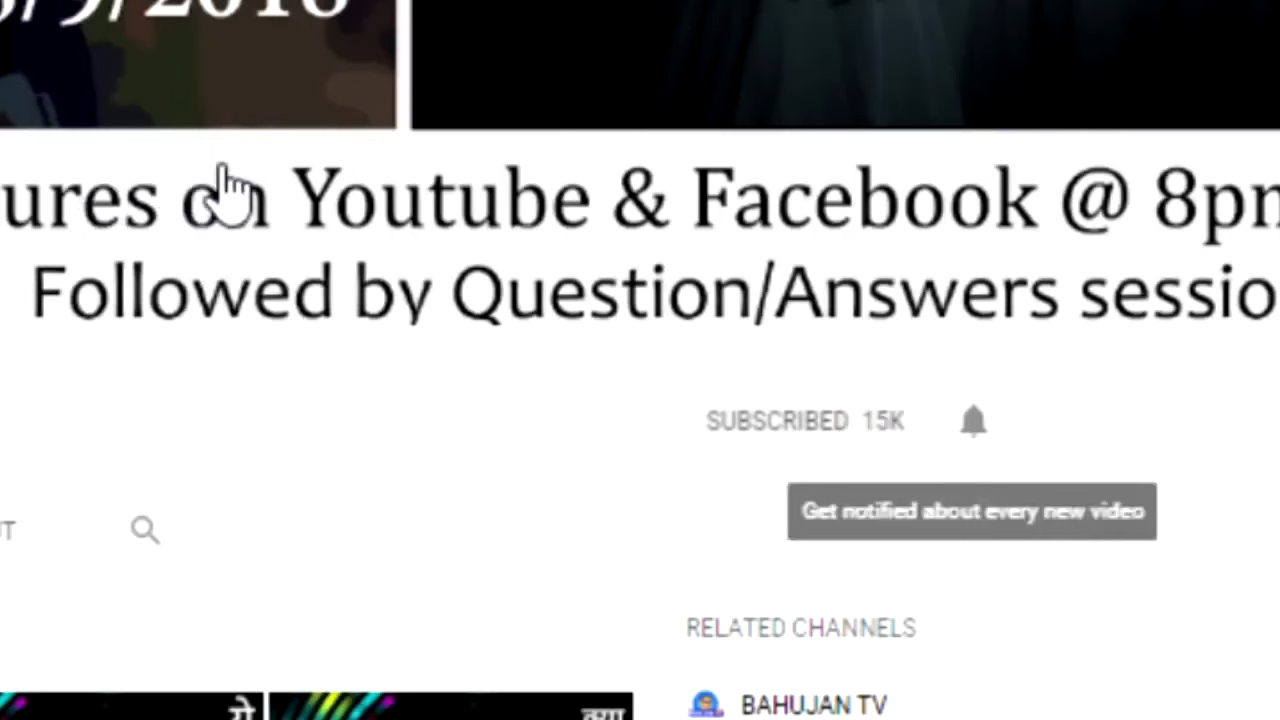 ures on Youtube & Facebook @ 8pm
Followed by Question/Answers sessio
SUBSCRIBED 15K
Get notified about every new video
UT
RELATED CHANNELS
BAHUJAN TV
ये
क्या